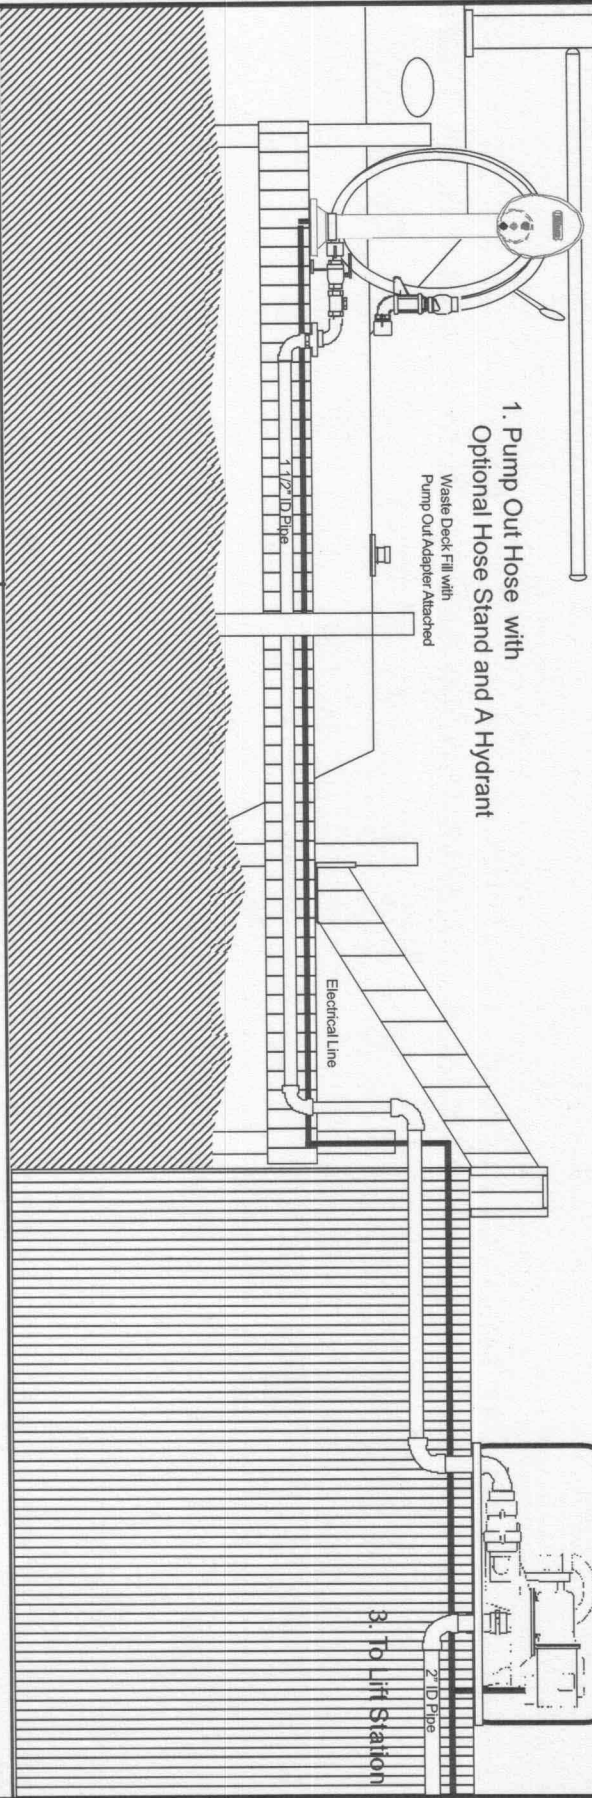 1. Pump Out Hose with
Optional Hose Stand and A Hydrant
Waste Deck Fill with
Pump Out Adapter Attached
1 1/2" ID Pipe
Electrical Line
3. To Lift Station
2" ID Pipe